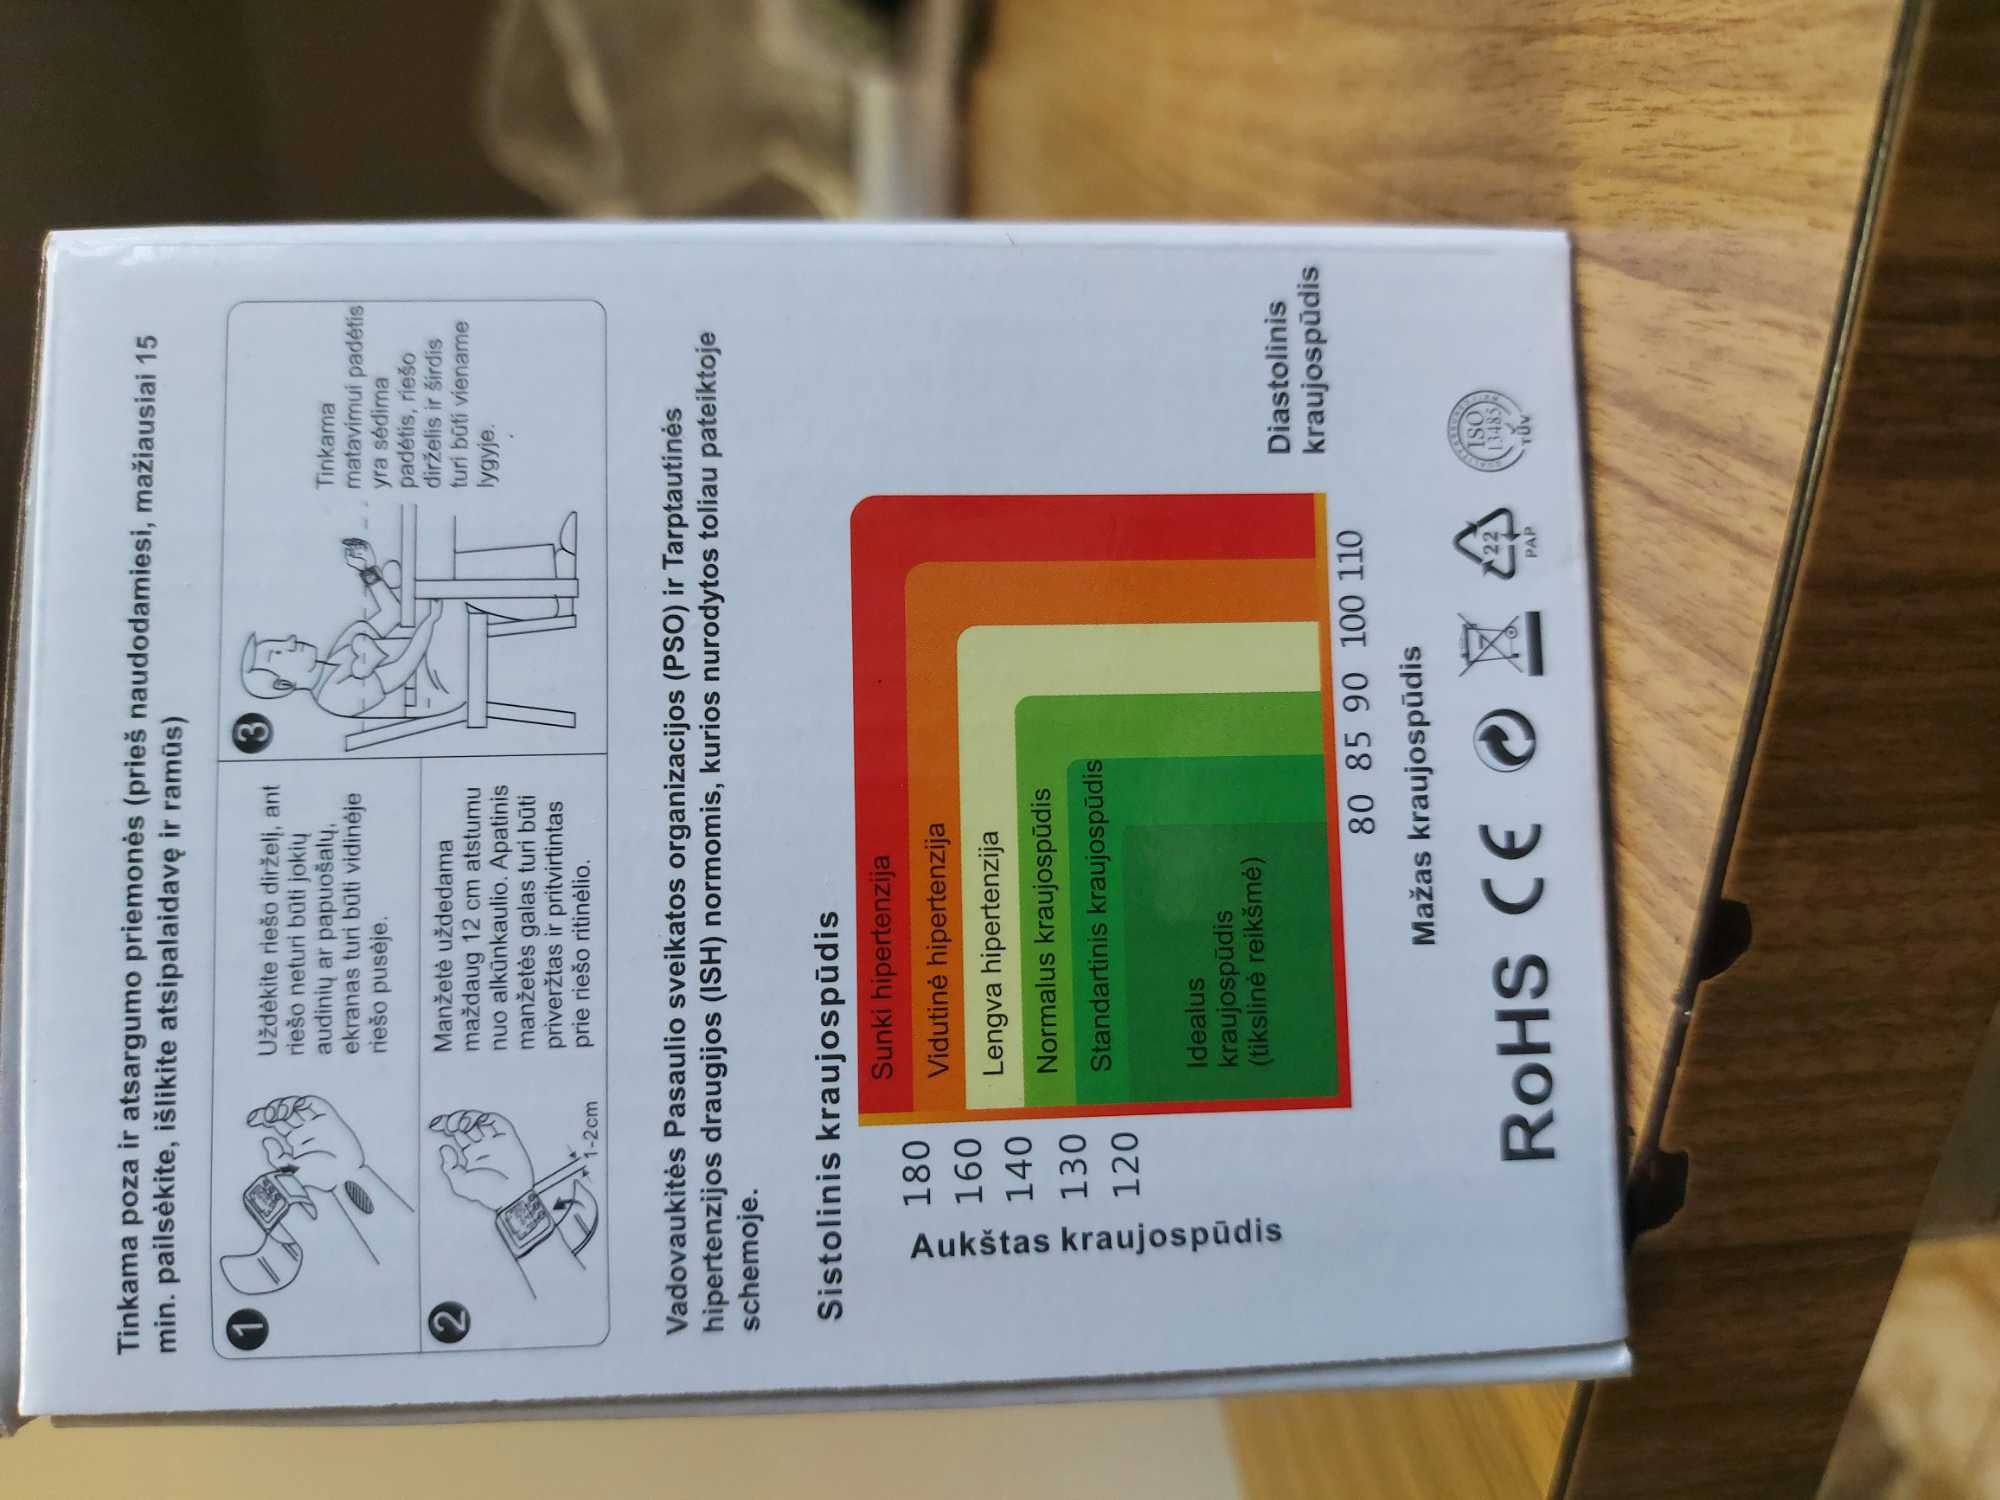 Tinkama poza ir atsargumo priemonės (prieš naudodamiesi, mažiausiai 15
min. pailsėkite, išlikite atsipalaidavę ir ramūs)
1
Uždėkite riešo dirželį, ant
riešo neturi būti jokių
audinių ar papuošalų,
ekranas turi būti vidinėje
riešo pusėje.
2
Manžetė uždedama
maždaug 12 cm atstumu
nuo alkūnkaulio. Apatinis
manžetės galas turi būti
priveržtas ir pritvirtintas
prie riešo ritinėlio.
1-2cm
3
Tinkama
matavimui padėtis
yra sėdima
padėtis, riešo
dirželis ir širdis
turi būti viename
lygyje.
Vadovaukitės Pasaulio sveikatos organizacijos (PSO) ir Tarptautinės
hipertenzijos draugijos (ISH) normomis, kurios nurodytos toliau pateiktoje
schemoje.
Sistolinis kraujospūdis
180
160
140
130
120
Aukštas kraujospūdis
Sunki hipertenzija
Vidutinė hipertenzija
Lengva hipertenzija
Normalus kraujospūdis
Standartinis kraujospūdis
Idealus
kraujospūdis
(tikslinė reikšmė)
80 85 90 100 110
Diastolinis
kraujospūdis
Mažas kraujospūdis
RoHS CE
22
PAP
ISO
13485
TÜV